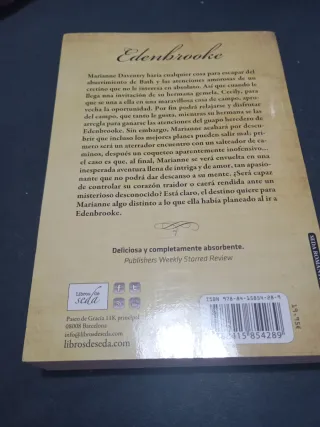 Edenbrooke
Marianne Daventry haría cualquier cosa para escapar del
aburrimiento de Bath y las atenciones amorosas de un
cretino que no le interesa en absoluto. Así que cuando le
llega una invitación de su hermana gemela, Cecily, para
que se una a ella en una maravillosa casa de campo, apro-
vecha la oportunidad. Por fin podrá relajarse y disfrutar
del campo, que tanto le gusta, mientras su hermana se las
arregla para ganarse las atenciones del guapo heredero de
Edenbrooke. Sin embargo, Marianne acabará por descu-
brir que incluso los mejores planes pueden salir mal: pri-
mero será un aterrador encuentro con un salteador de ca-
minos, después un coqueteo aparentemente inofensivo...
el caso es que, al final, Marianne se verá envuelta en una
inesperada aventura llena de intriga y de amor, tan apasio-
nante que no podrá dar descanso a su mente. ¿Será capaz
de controlar su corazón traidor o caerá rendida ante un
misterioso desconocido? Está claro, el destino quiere para
Marianne algo distinto a lo que ella había planeado al ir a
Edenbrooke.
Deliciosa y completamente absorbente.
Publishers Weekly Starred Review
Libros de
seda
Paseo de Gracia 118, principal
08008 Barcelona
info@librosdeseda.com
librosdeseda.com
ISBN 978-84-15854-28-9
415854289
19,95€
SEDA ROMÁNTICA